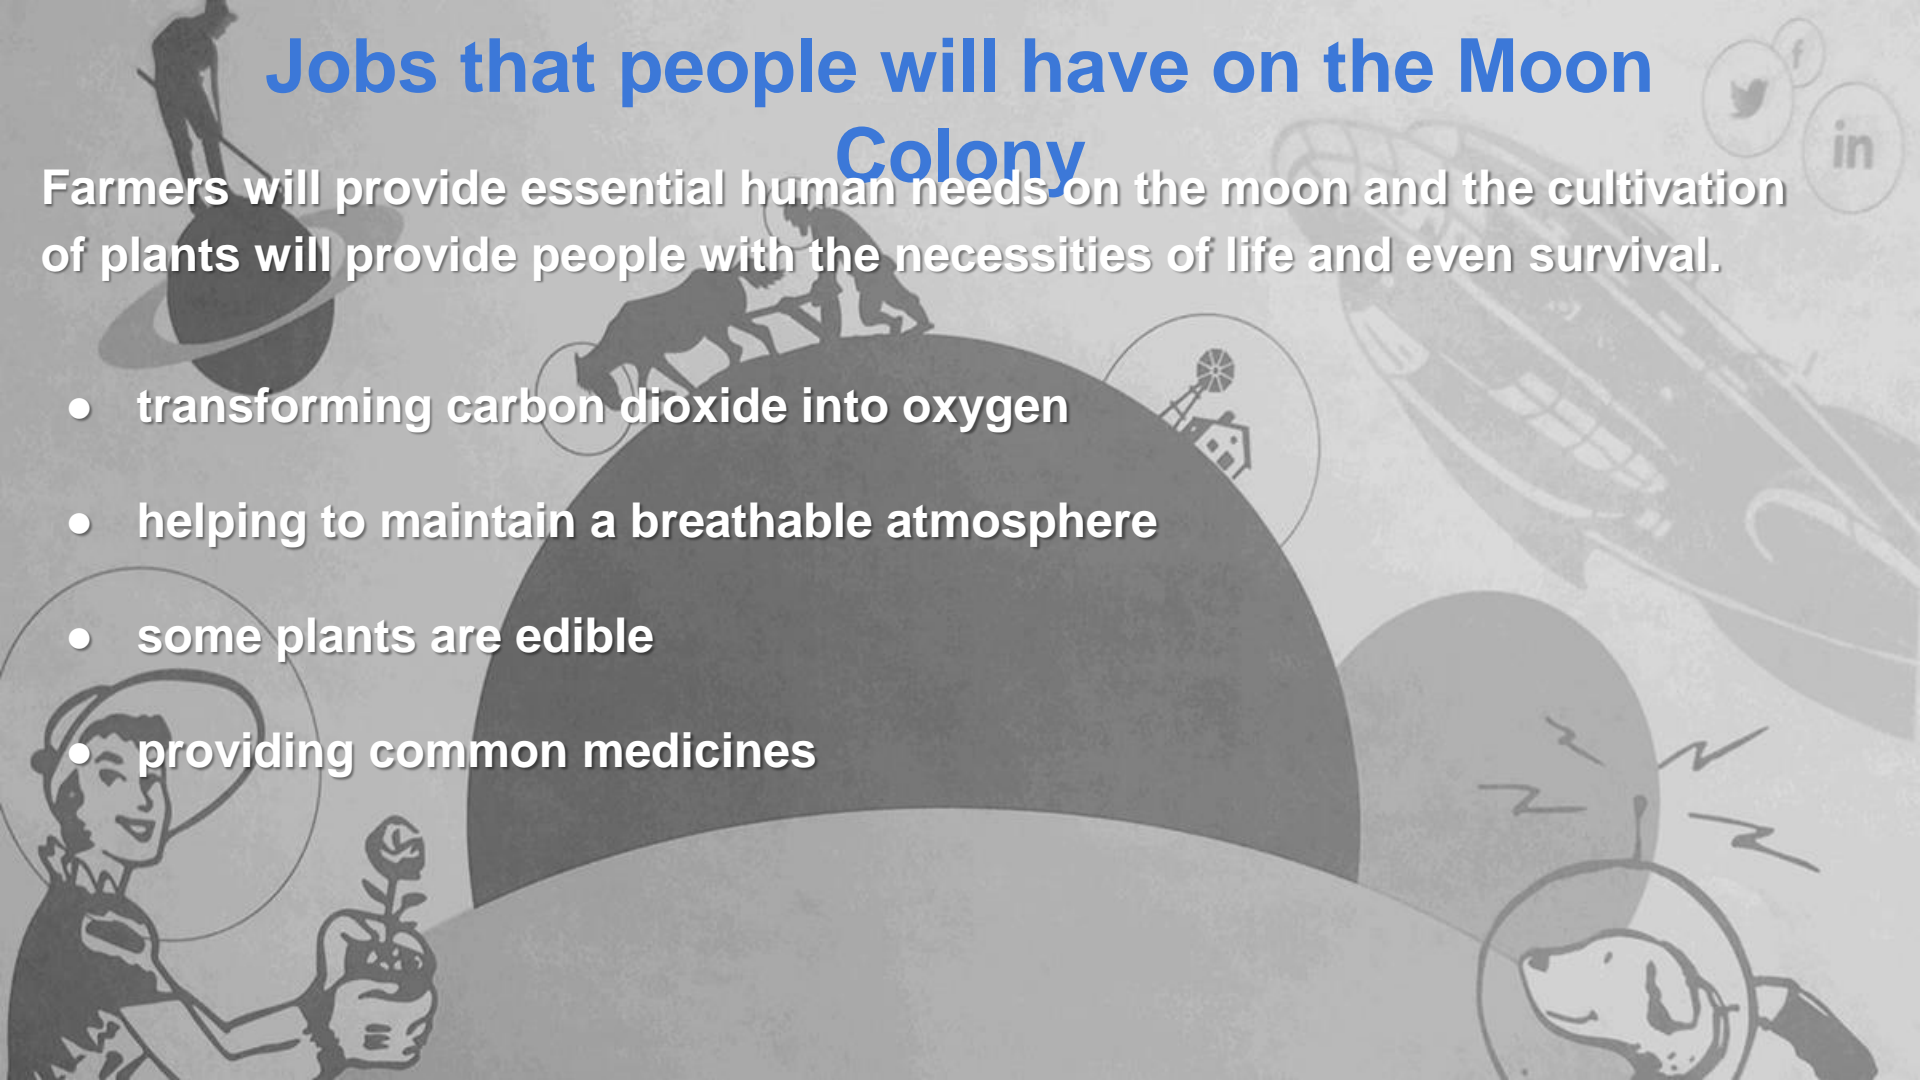 Jobs that people will have on the Moon
Colony
Farmers will provide essential human needs on the moon and the cultivation
of plants will provide people with the necessities of life and even survival.
● transforming carbon dioxide into oxygen
● helping to maintain a breathable atmosphere
● some plants are edible
● providing common medicines
f
in